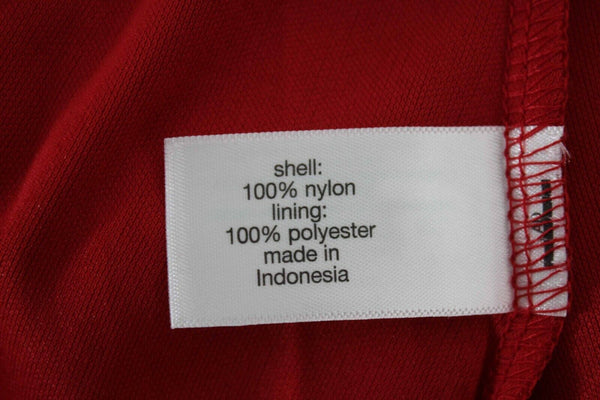 shell:
100% nylon
lining:
100% polyester
made in
Indonesia